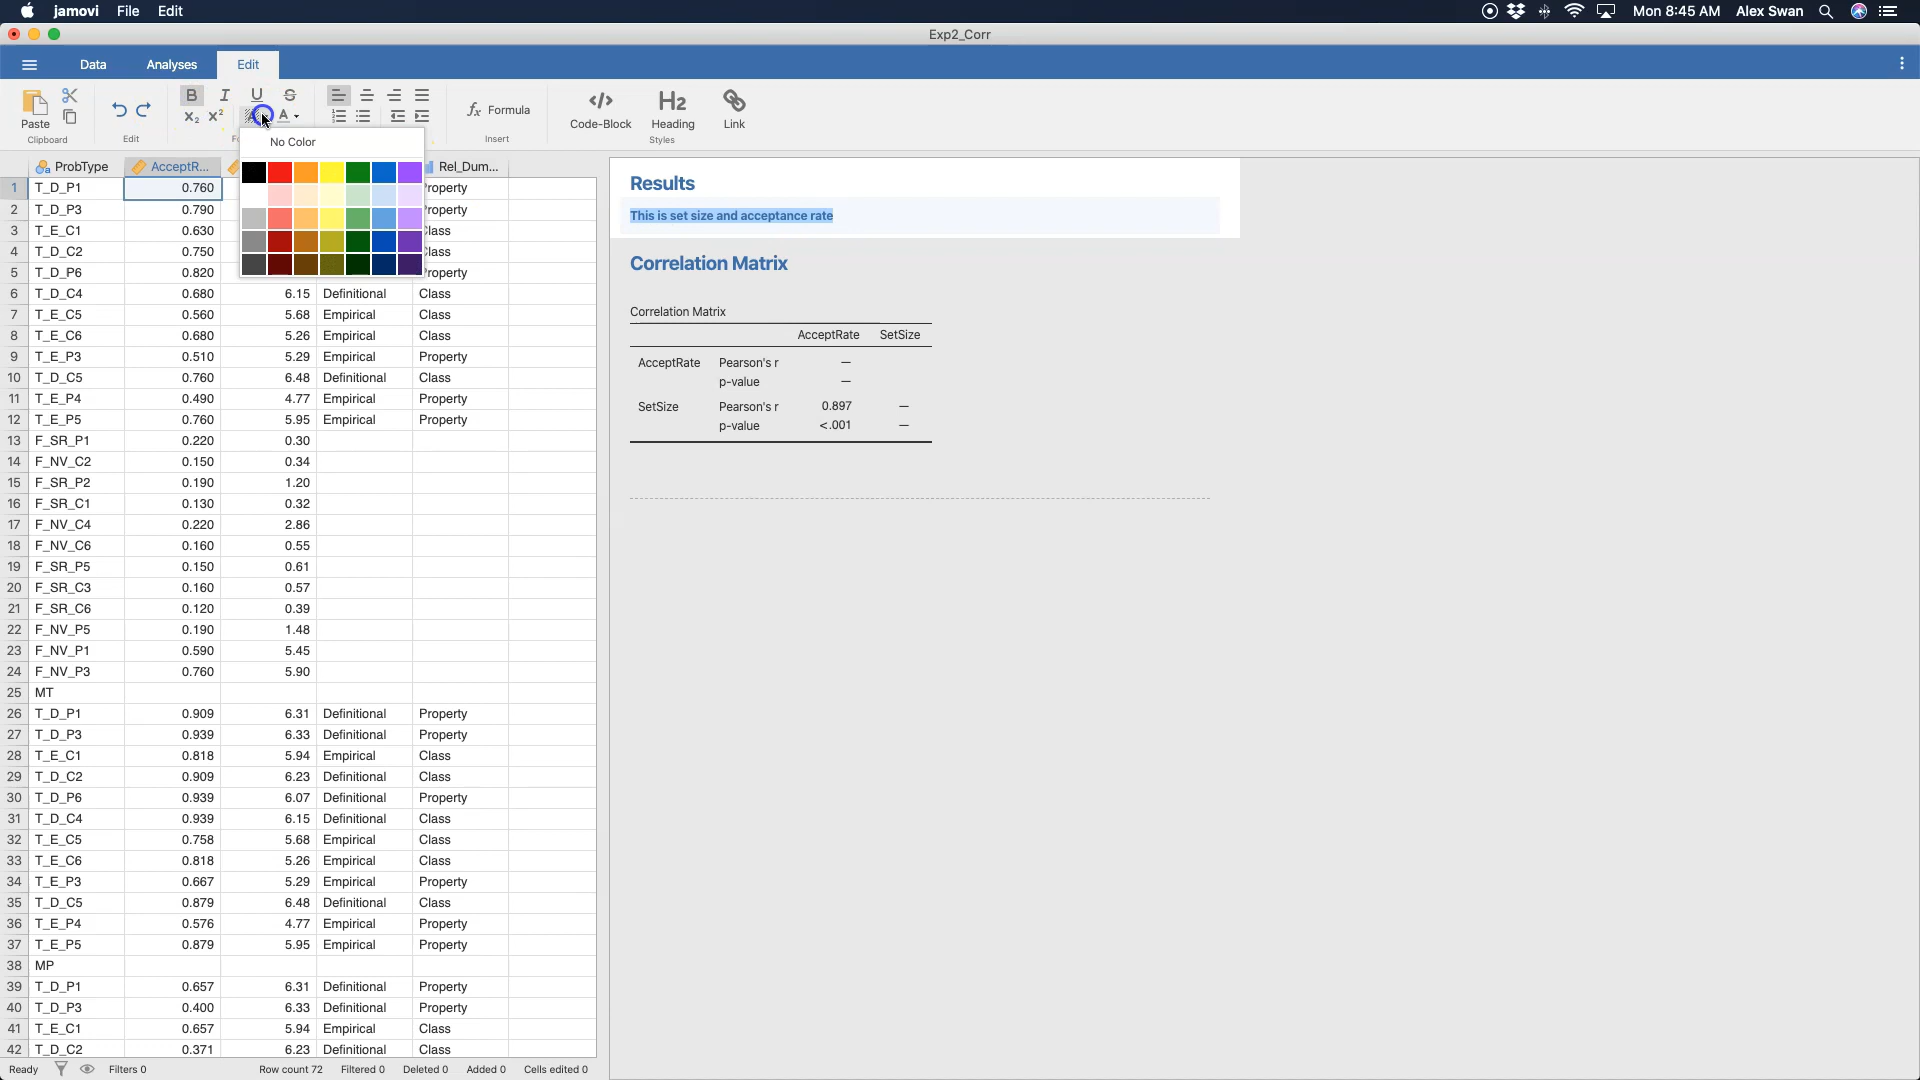 jamovi File Edit Mon 8:45 AM Alex Swan
Exp2_Corr
Data Analyses Edit
B I U S
X₂ X² A
Paste
Formula
Code-Block
H2
Heading
Link
Clipboard Edit Insert Styles
No Color
ProbType AcceptR... Rel_Dum...
1 T_D_P1 0.760 Property
2 T_D_P3 0.790 Property
3 T_E_C1 0.630 Class
4 T_D_C2 0.750 Class
5 T_D_P6 0.820 Property
6 T_D_C4 0.680 6.15 Definitional Class
7 T_E_C5 0.560 5.68 Empirical Class
8 T_E_C6 0.680 5.26 Empirical Class
9 T_E_P3 0.510 5.29 Empirical Property
10 T_D_C5 0.760 6.48 Definitional Class
11 T_E_P4 0.490 4.77 Empirical Property
12 T_E_P5 0.760 5.95 Empirical Property
13 F_SR_P1 0.220 0.30
14 F_NV_C2 0.150 0.34
15 F_SR_P2 0.190 1.20
16 F_SR_C1 0.130 0.32
17 F_NV_C4 0.220 2.86
18 F_NV_C6 0.160 0.55
19 F_SR_P5 0.150 0.61
20 F_SR_C3 0.160 0.57
21 F_SR_C6 0.120 0.39
22 F_NV_P5 0.190 1.48
23 F_NV_P1 0.590 5.45
24 F_NV_P3 0.760 5.90
25 MT
26 T_D_P1 0.909 6.31 Definitional Property
27 T_D_P3 0.939 6.33 Definitional Property
28 T_E_C1 0.818 5.94 Empirical Class
29 T_D_C2 0.909 6.23 Definitional Class
30 T_D_P6 0.939 6.07 Definitional Property
31 T_D_C4 0.939 6.15 Definitional Class
32 T_E_C5 0.758 5.68 Empirical Class
33 T_E_C6 0.818 5.26 Empirical Class
34 T_E_P3 0.667 5.29 Empirical Property
35 T_D_C5 0.879 6.48 Definitional Class
36 T_E_P4 0.576 4.77 Empirical Property
37 T_E_P5 0.879 5.95 Empirical Property
38 MP
39 T_D_P1 0.657 6.31 Definitional Property
40 T_D_P3 0.400 6.33 Definitional Property
41 T_E_C1 0.657 5.94 Empirical Class
42 T_D_C2 0.371 6.23 Definitional Class
Ready Filters 0 Row count 72 Filtered 0 Deleted 0 Added 0 Cells edited 0
Results
This is set size and acceptance rate
Correlation Matrix
Correlation Matrix
AcceptRate SetSize
AcceptRate Pearson's r —
p-value —
SetSize Pearson's r 0.897 —
p-value <.001 —